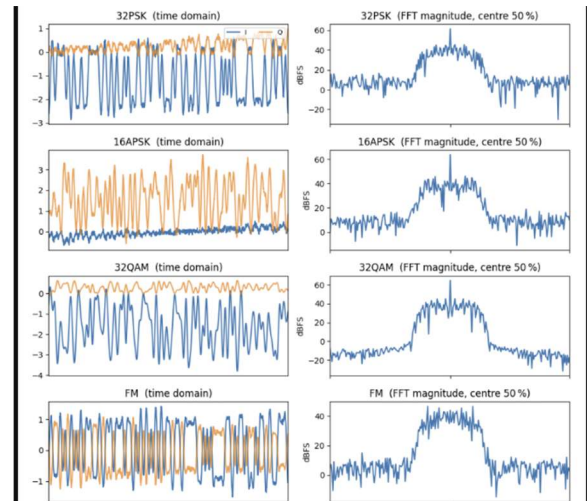 32PSK (time domain)
32PSK (FFT magnitude, centre 50 %)
1
0
−1
−2
−3
I
Q
dBFS
60
40
20
0
−20
16APSK (time domain)
16APSK (FFT magnitude, centre 50 %)
3
2
1
0
dBFS
60
40
20
0
32QAM (time domain)
32QAM (FFT magnitude, centre 50 %)
0
−1
−2
−3
−4
dBFS
60
40
20
0
−20
FM (time domain)
FM (FFT magnitude, centre 50 %)
1
0
−1
dBFS
40
20
0